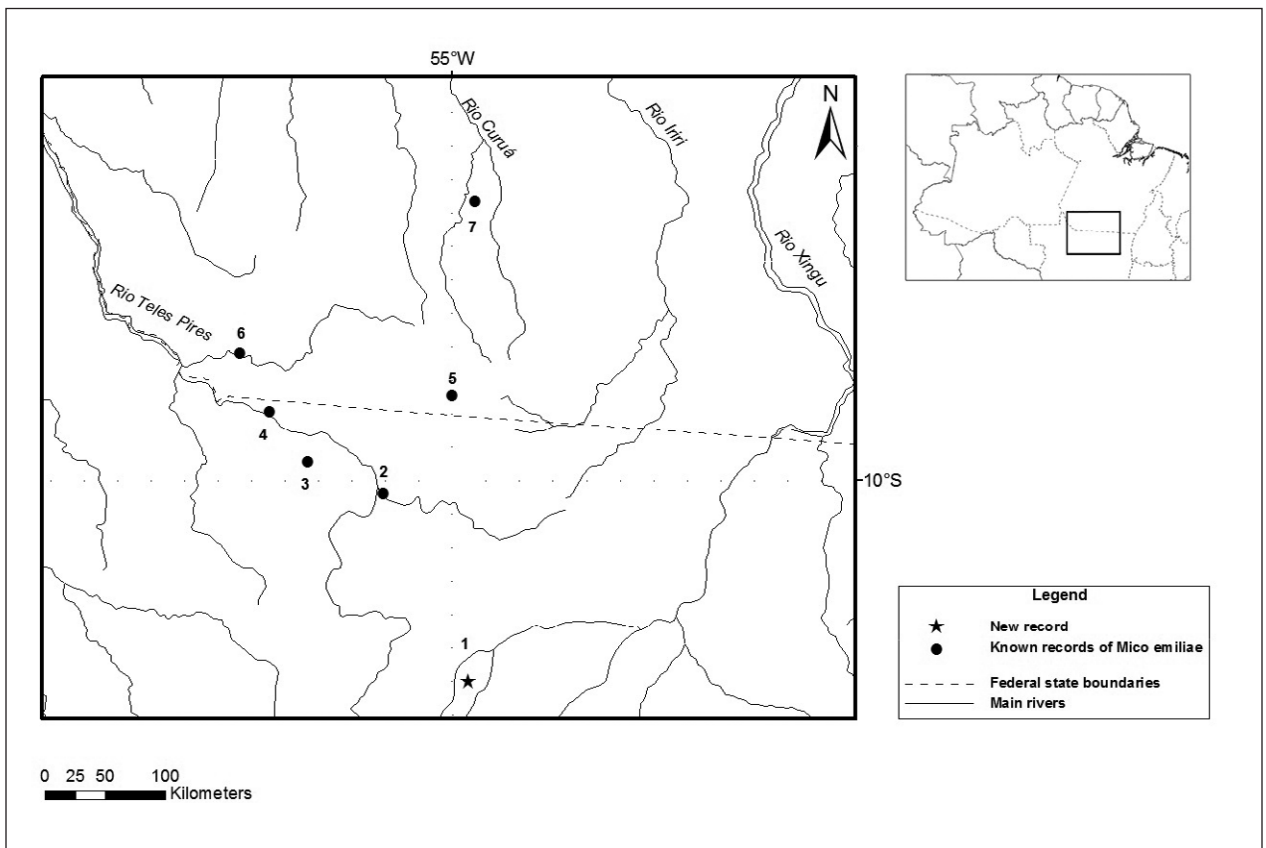 55°W
N
Rio Curuá
Rio Iriri
7
Rio Xingu
Rio Teles Pires
6
5
4
3
2
10°S
1
Legend
New record
Known records of Mico emiliae
Federal state boundaries
Main rivers
0 25 50 100
Kilometers